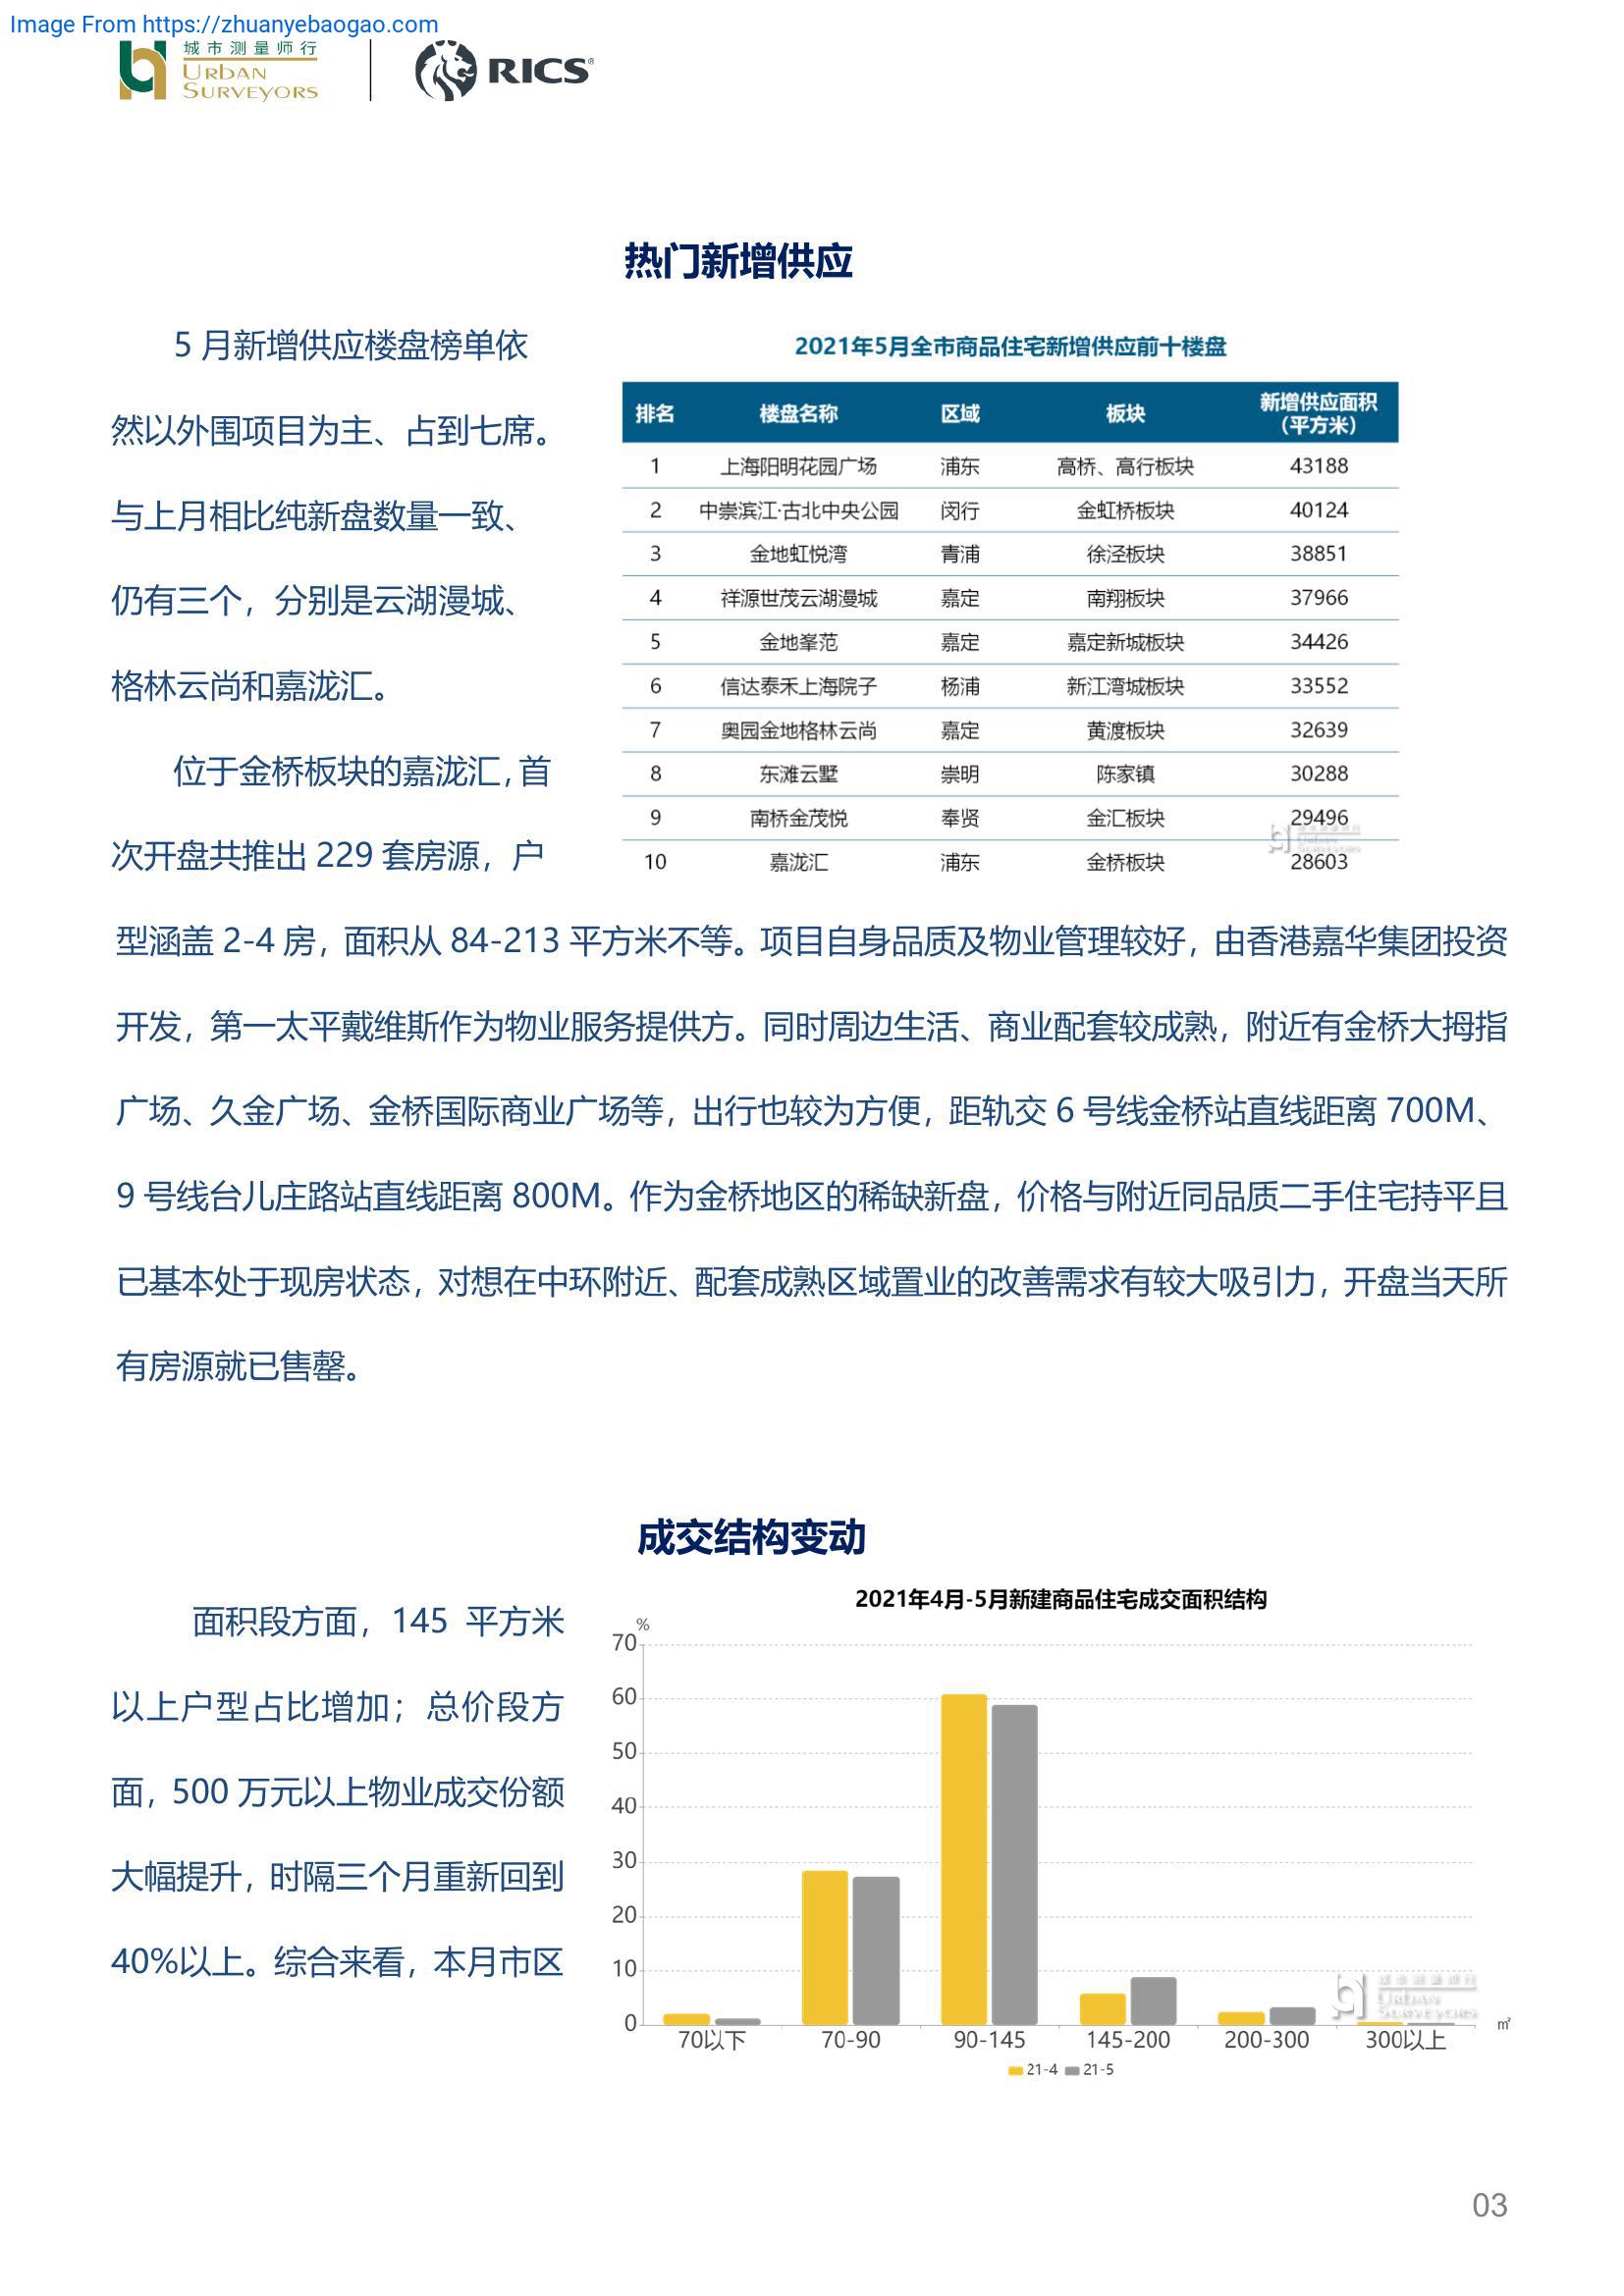 Image From https://zhuanyebaogao.com
城市测量师行
URBAN
SURVEYORS
RICS®
热门新增供应
5 月新增供应楼盘榜单依
然以外围项目为主、占到七席。
与上月相比纯新盘数量一致、
仍有三个，分别是云湖漫城、
格林云尚和嘉泷汇。
位于金桥板块的嘉泷汇，首
次开盘共推出 229 套房源，户
2021年5月全市商品住宅新增供应前十楼盘
排名 楼盘名称 区域 板块 新增供应面积（平方米）
1 上海阳明花园广场 浦东 高桥、高行板块 43188
2 中崇滨江·古北中央公园 闵行 金虹桥板块 40124
3 金地虹悦湾 青浦 徐泾板块 38851
4 祥源世茂云湖漫城 嘉定 南翔板块 37966
5 金地峯范 嘉定 嘉定新城板块 34426
6 信达泰禾上海院子 杨浦 新江湾城板块 33552
7 奥园金地格林云尚 嘉定 黄渡板块 32639
8 东滩云墅 崇明 陈家镇 30288
9 南桥金茂悦 奉贤 金汇板块 29496
10 嘉泷汇 浦东 金桥板块 28603
型涵盖 2-4 房，面积从 84-213 平方米不等。项目自身品质及物业管理较好，由香港嘉华集团投资
开发，第一太平戴维斯作为物业服务提供方。同时周边生活、商业配套较成熟，附近有金桥大拇指
广场、久金广场、金桥国际商业广场等，出行也较为方便，距轨交 6 号线金桥站直线距离 700M、
9 号线台儿庄路站直线距离 800M。作为金桥地区的稀缺新盘，价格与附近同品质二手住宅持平且
已基本处于现房状态，对想在中环附近、配套成熟区域置业的改善需求有较大吸引力，开盘当天所
有房源就已售罄。
成交结构变动
面积段方面，145 平方米
以上户型占比增加；总价段方
面，500 万元以上物业成交份额
大幅提升，时隔三个月重新回到
40%以上。综合来看，本月市区
2021年4月-5月新建商品住宅成交面积结构
%
70
60
50
40
30
20
10
0
70以下 70-90 90-145 145-200 200-300 300以上
㎡
21-4 21-5
城市测量师行
URBAN
SURVEYORS
03